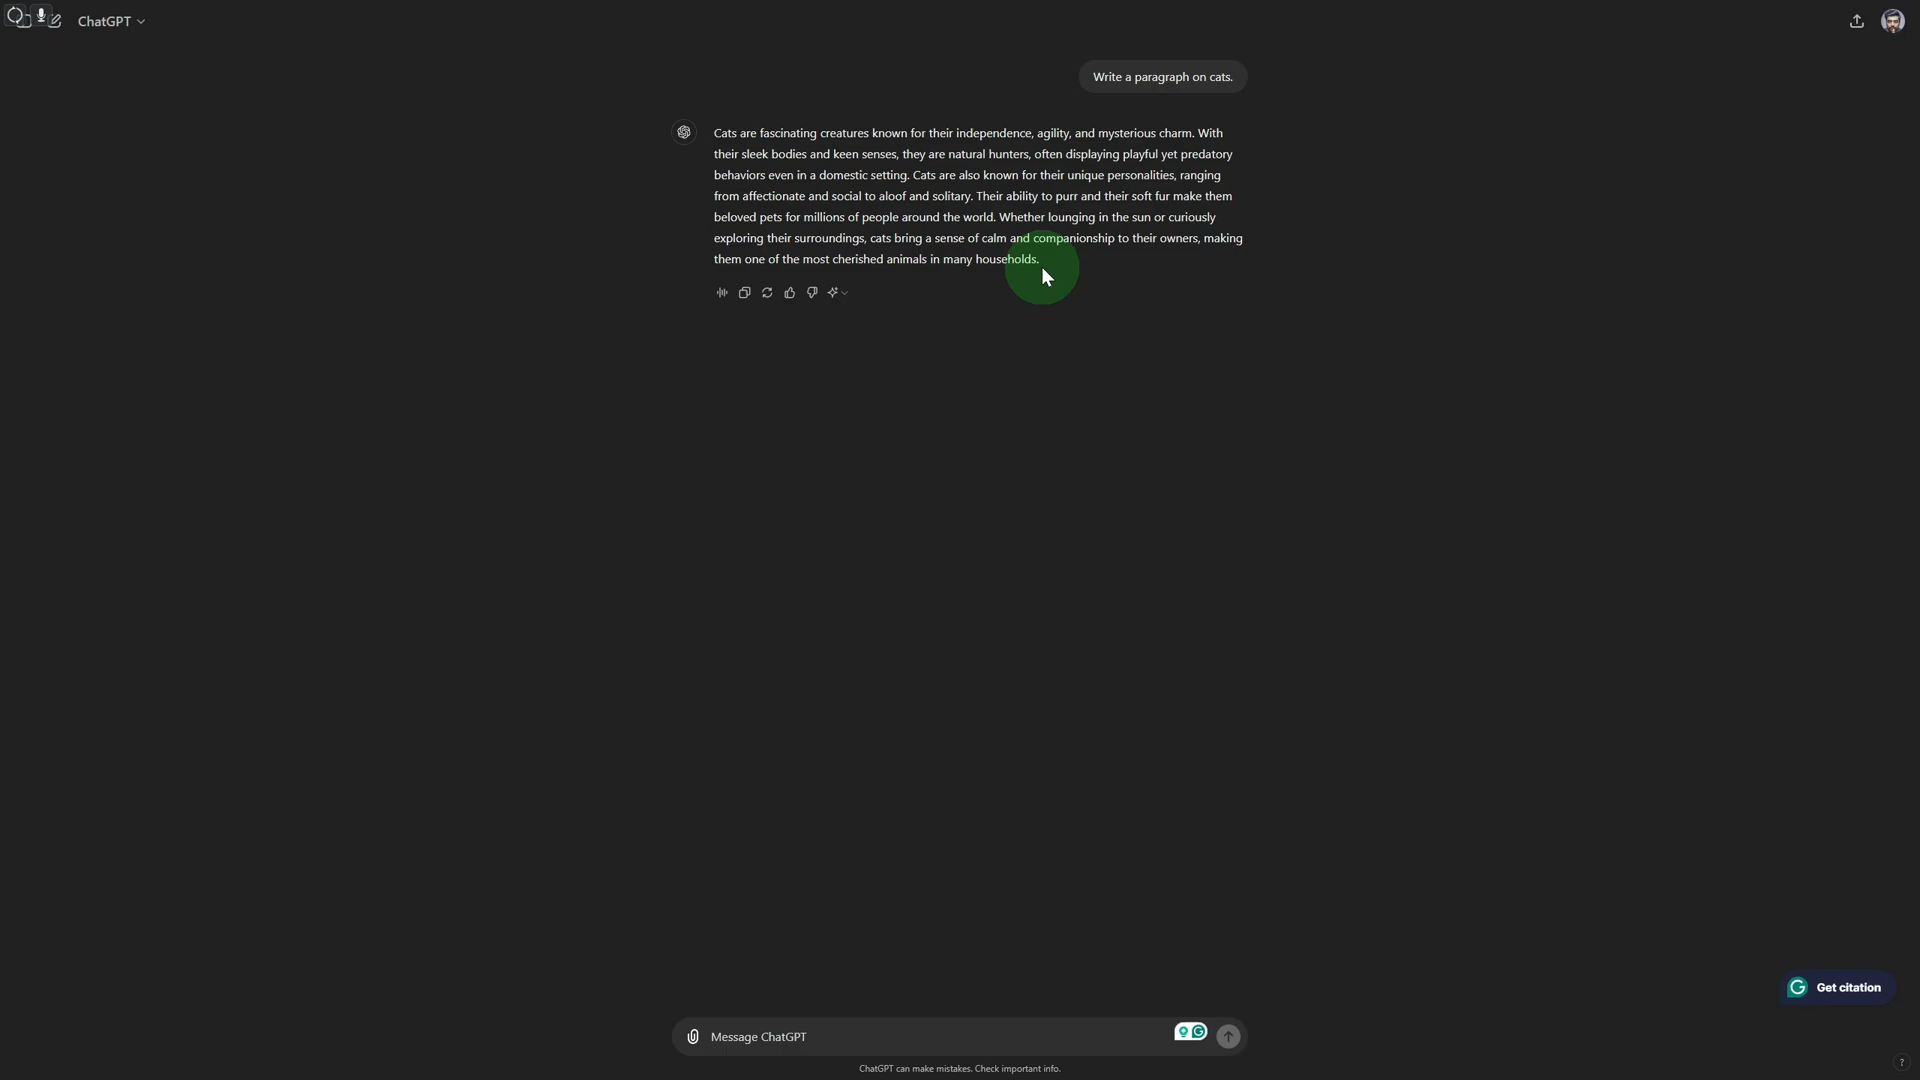 ChatGPT
Write a paragraph on cats.
Cats are fascinating creatures known for their independence, agility, and mysterious charm. With
their sleek bodies and keen senses, they are natural hunters, often displaying playful yet predatory
behaviors even in a domestic setting. Cats are also known for their unique personalities, ranging
from affectionate and social to aloof and solitary. Their ability to purr and their soft fur make them
beloved pets for millions of people around the world. Whether lounging in the sun or curiously
exploring their surroundings, cats bring a sense of calm and companionship to their owners, making
them one of the most cherished animals in many households.
Get citation
Message ChatGPT
ChatGPT can make mistakes. Check important info.
?